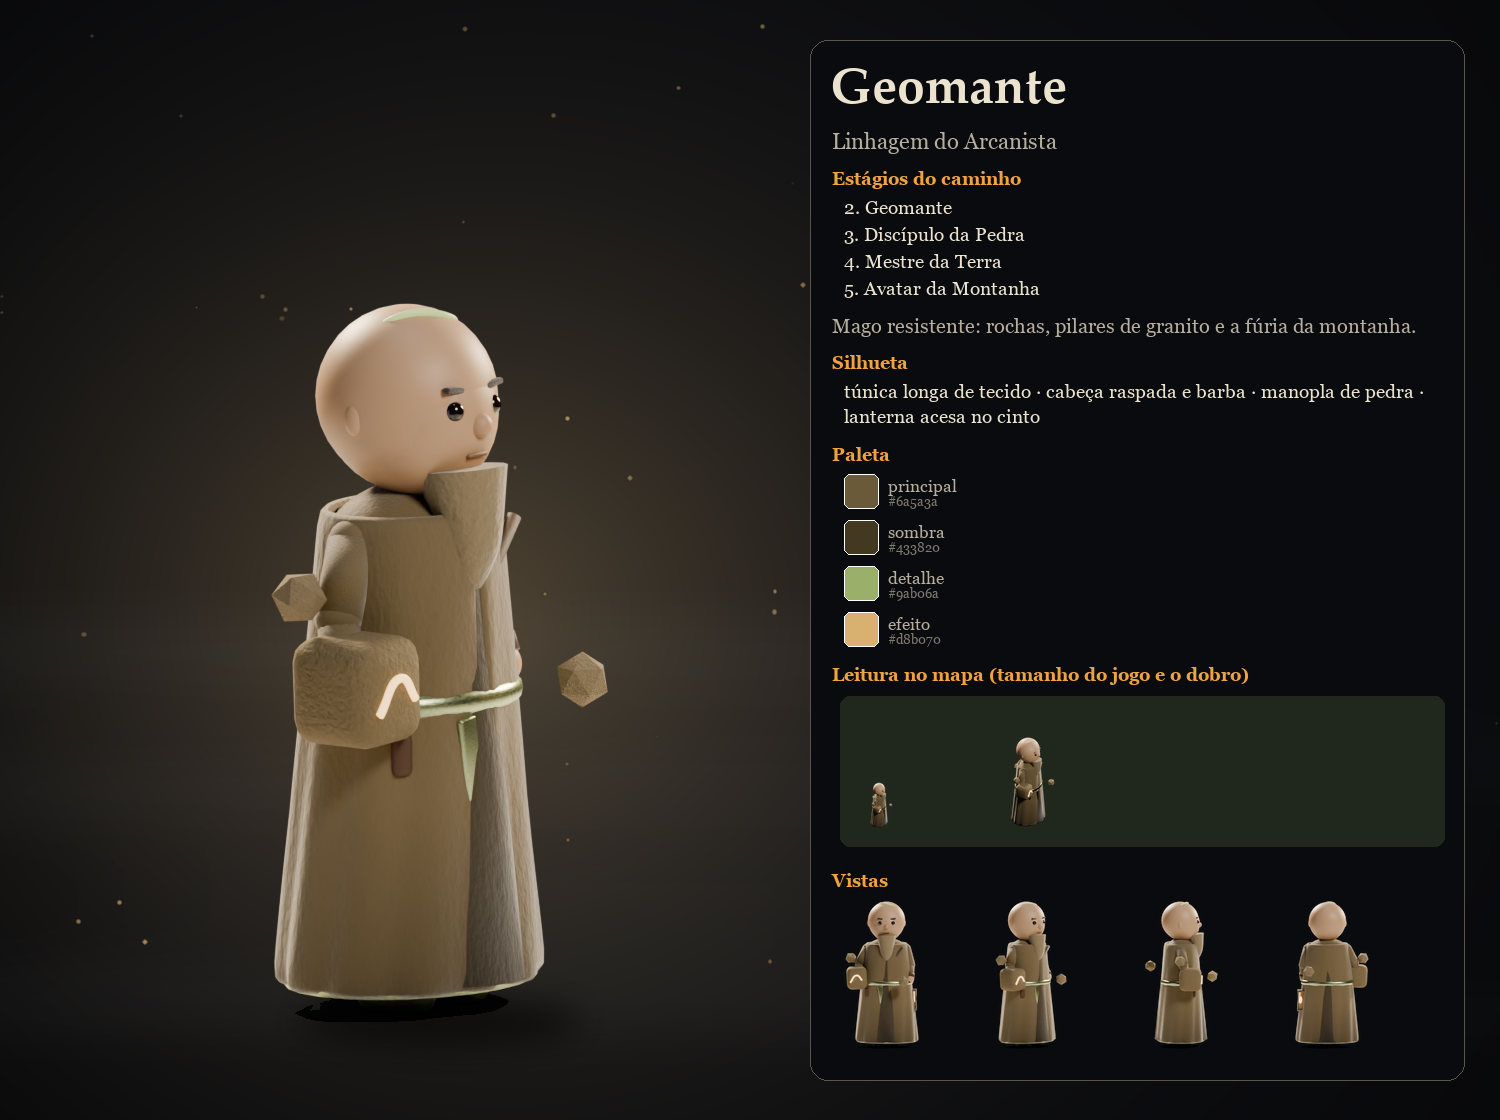 Geomante
Linhagem do Arcanista
Estágios do caminho
2. Geomante
3. Discípulo da Pedra
4. Mestre da Terra
5. Avatar da Montanha
Mago resistente: rochas, pilares de granito e a fúria da montanha.
Silhueta
túnica longa de tecido · cabeça raspada e barba · manopla de pedra ·
lanterna acesa no cinto
Paleta
principal
#6a5a3a
sombra
#433820
detalhe
#9ab06a
efeito
#d8b070
Leitura no mapa (tamanho do jogo e o dobro)
Vistas